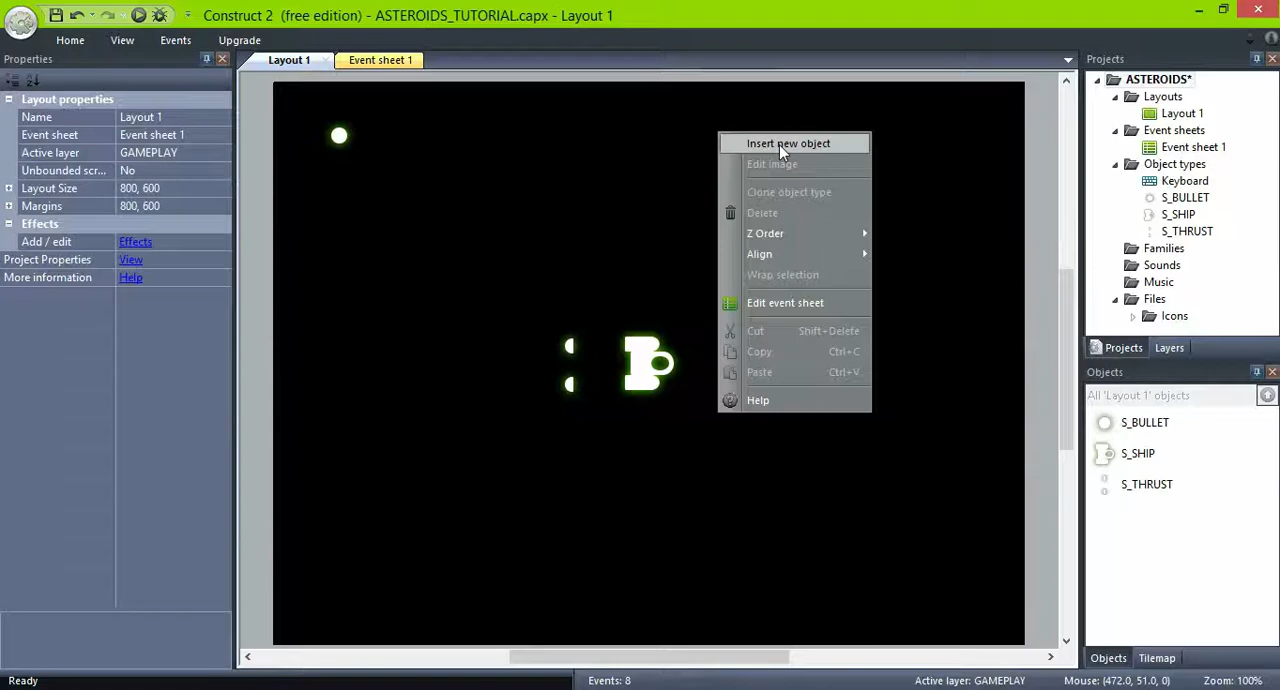 Construct 2 (free edition) - ASTEROIDS_TUTORIAL.capx - Layout 1
Home View Events Upgrade
Properties
Layout properties
Name Layout 1
Event sheet Event sheet 1
Active layer GAMEPLAY
Unbounded scr... No
Layout Size 800, 600
Margins 800, 600
Effects
Add / edit Effects
Project Properties View
More information Help
Layout 1 Event sheet 1
Insert new object
Edit image
Clone object type
Delete
Z Order
Align
Wrap selection
Edit event sheet
Cut Shift+Delete
Copy Ctrl+C
Paste Ctrl+V
Help
Projects
ASTEROIDS*
Layouts
Layout 1
Event sheets
Event sheet 1
Object types
Keyboard
S_BULLET
S_SHIP
S_THRUST
Families
Sounds
Music
Files
Icons
Projects Layers
Objects
All 'Layout 1' objects
S_BULLET
S_SHIP
S_THRUST
Objects Tilemap
Ready Events: 8 Active layer: GAMEPLAY Mouse: (472.0, 51.0, 0) Zoom: 100%